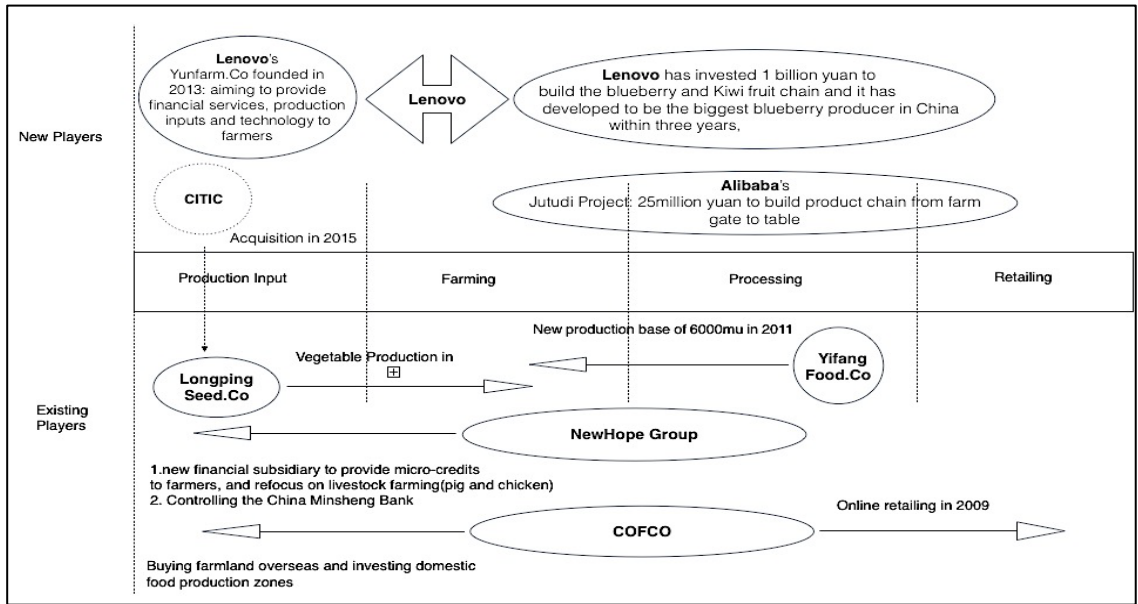 Lenovo's
Yunfarm.Co founded in
2013: aiming to provide
financial services, production
inputs and technology to
farmers
Lenovo
Lenovo has invested 1 billion yuan to
build the blueberry and Kiwi fruit chain and it has
developed to be the biggest blueberry producer in China
within three years,
New Players
CITIC
Alibaba's
Jutudi Project: 25million yuan to build product chain from farm
gate to table
Acquisition in 2015
Production Input
Farming
Processing
Retailing
New production base of 6000mu in 2011
Vegetable Production in
Longping
Seed.Co
Yifang
Food.Co
Existing
Players
NewHope Group
1.new financial subsidiary to provide micro-credits
to farmers, and refocus on livestock farming(pig and chicken)
2. Controlling the China Minsheng Bank
Online retailing in 2009
COFCO
Buying farmland overseas and investing domestic
food production zones